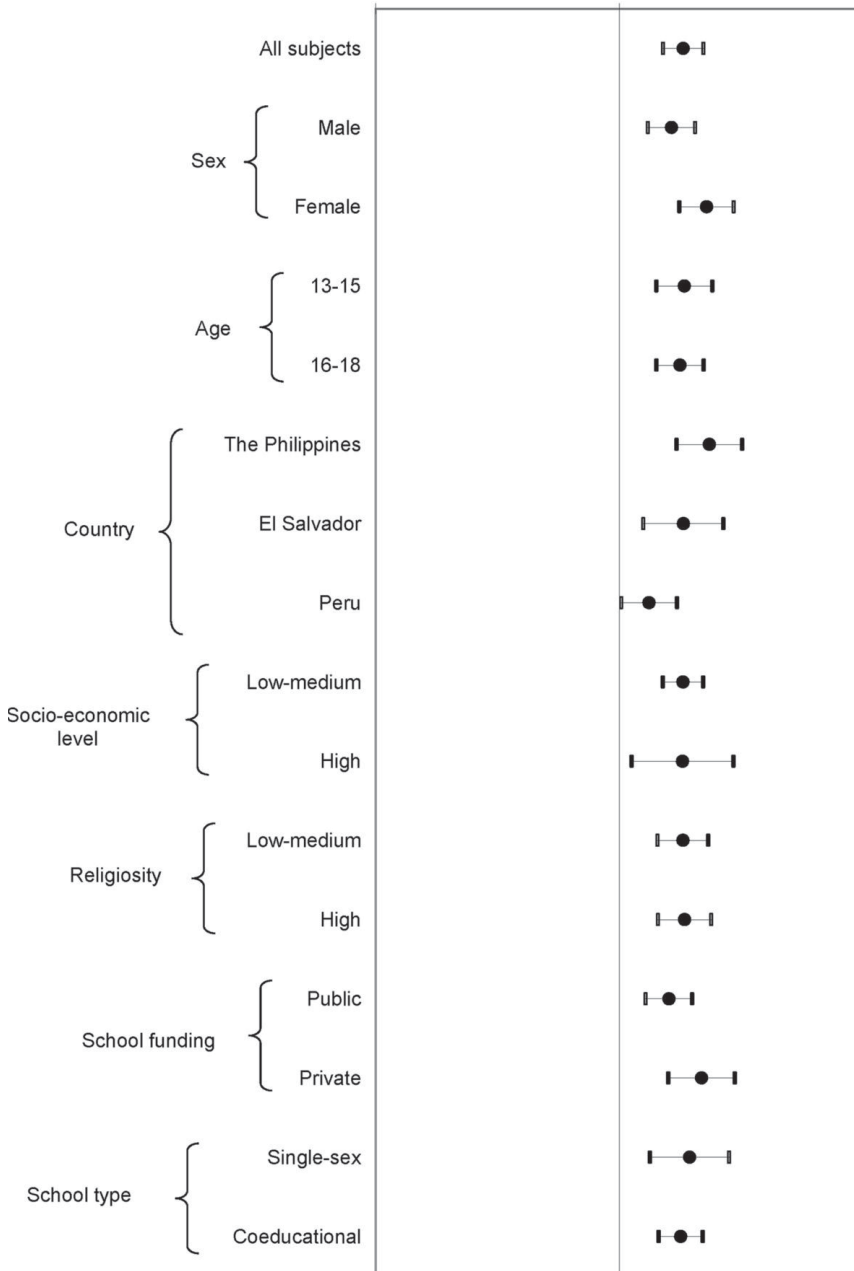 All subjects
Male
Sex
Female
13-15
Age
16-18
The Philippines
El Salvador
Country
Peru
Low-medium
Socio-economic
level
High
Low-medium
Religiosity
High
Public
School funding
Private
Single-sex
School type
Coeducational